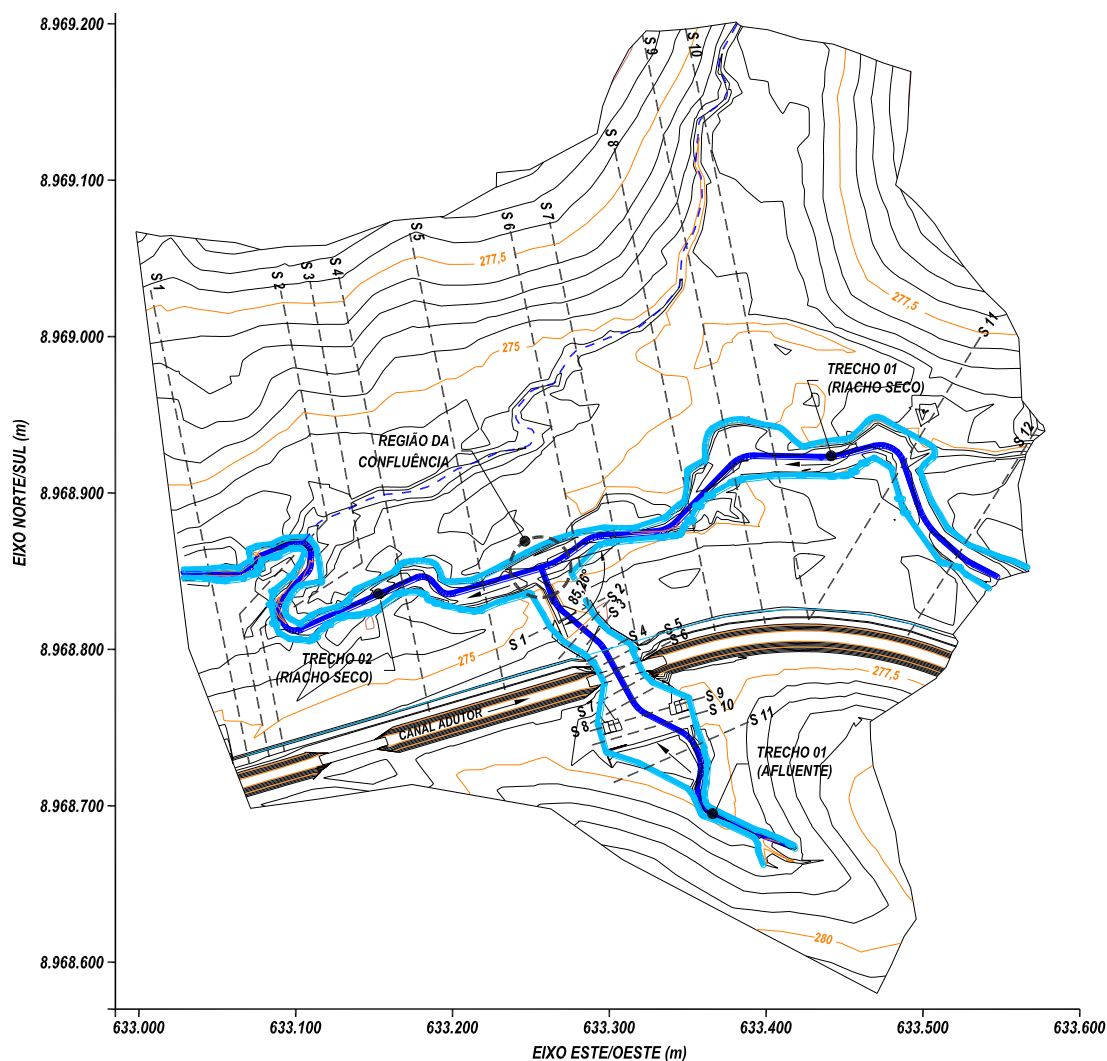 8.969.200
8.969.100
8.969.000
8.968.900
8.968.800
8.968.700
8.968.600
EIXO NORTE/SUL (m)
S 9
S 10
S 8
S 7
S 6
S 5
S 4
S 3
S 2
S 1
277,5
277,5
S 11
275
TRECHO 01
(RIACHO SECO)
S 12
REGIÃO DA
CONFLUÊNCIA
85,26°
S 2
S 3
S 1
S 4
S 5
S 6
275
TRECHO 02
(RIACHO SECO)
277,5
CANAL ADUTOR
S 7
S 8
S 9
S 10
S 11
TRECHO 01
(AFLUENTE)
280
633.000
633.100
633.200
633.300
633.400
633.500
633.600
EIXO ESTE/OESTE (m)